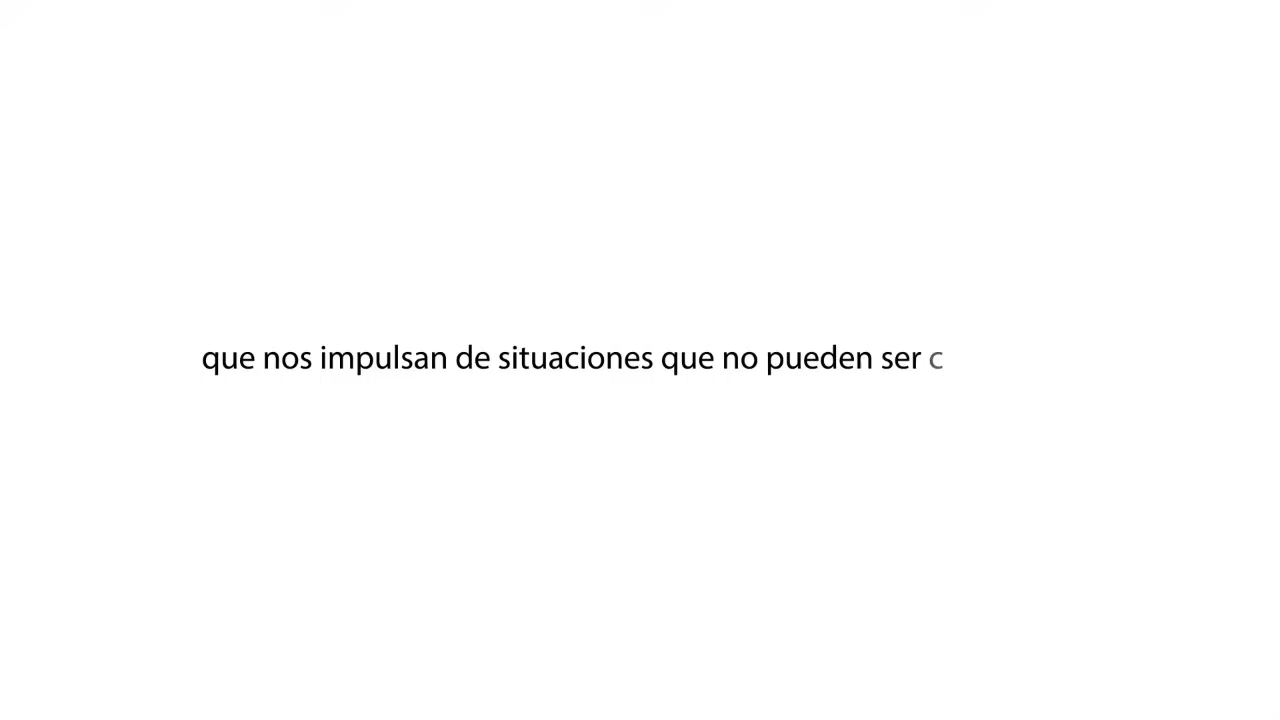 que nos impulsan de situaciones que no pueden ser c